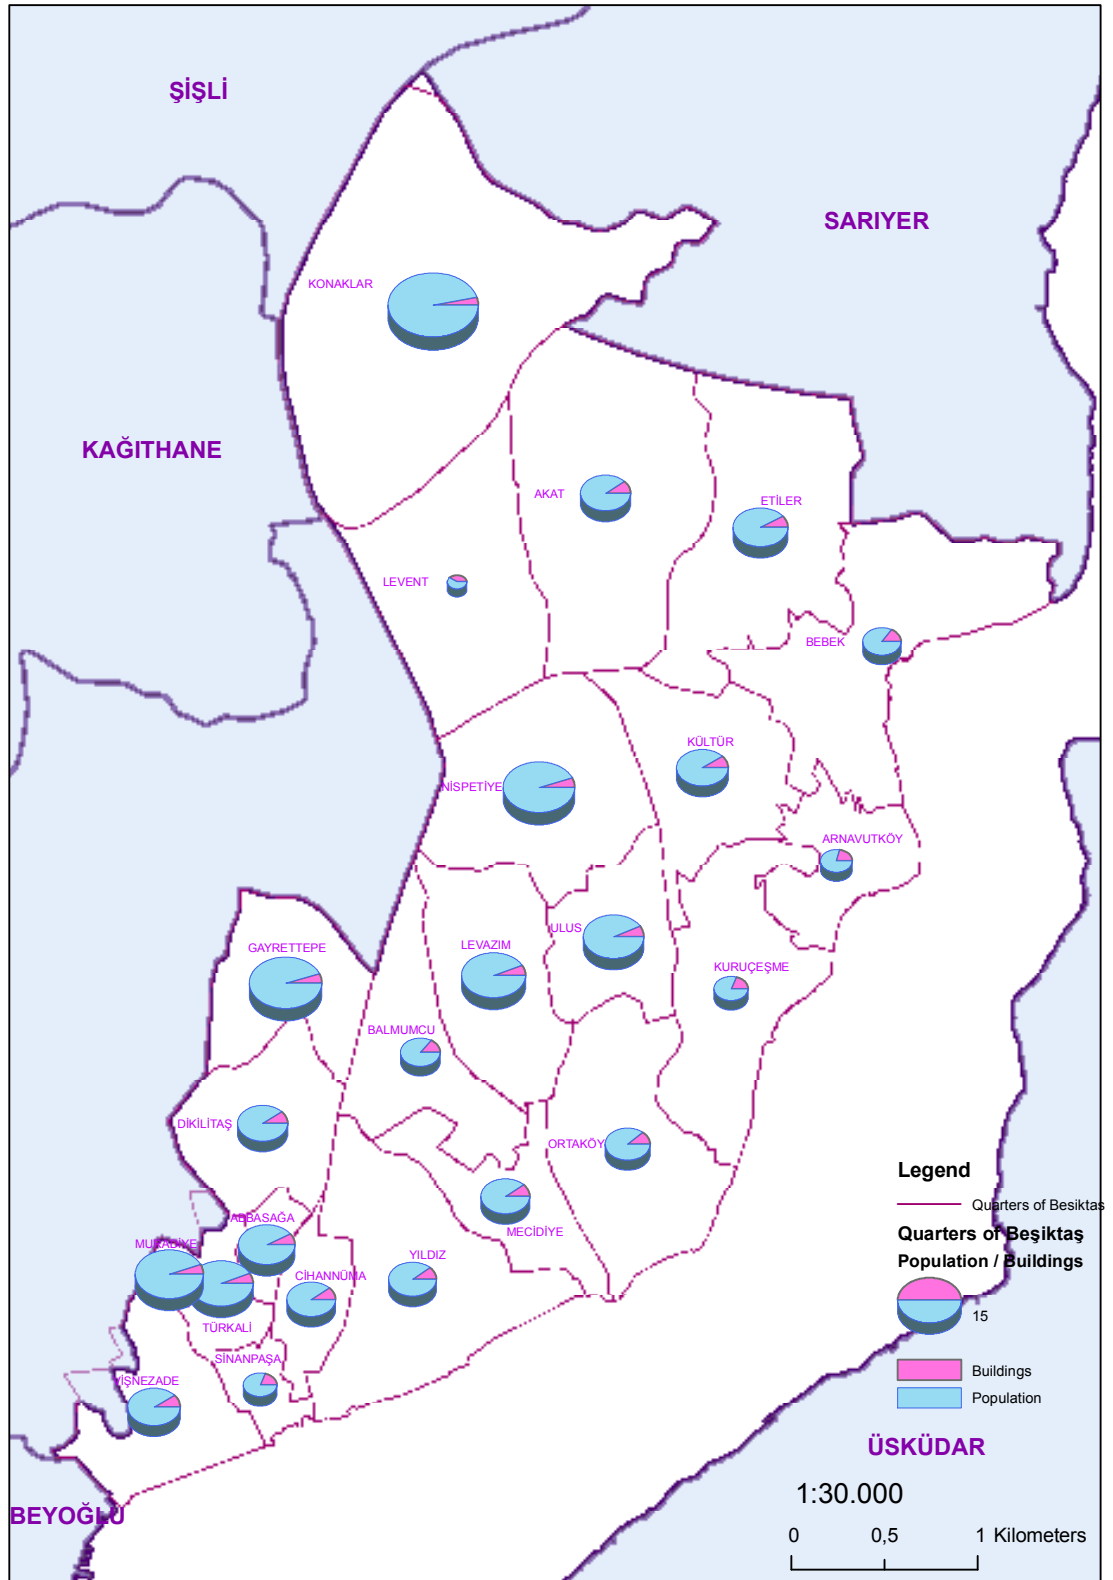 ŞİŞLİ
SARIYER
KONAKLAR
KAĞITHANE
AKAT
ETİLER
LEVENT
BEBEK
KÜLTÜR
NİSPETİYE
ARNAVUTKÖY
ULUS
GAYRETTEPE
LEVAZIM
KURUÇEŞME
BALMUMCU
DİKİLİTAŞ
ORTAKÖY
Legend
Quarters of Besiktas
ABBASAĞA
MECİDİYE
Quarters of Beşiktaş
MURADİYE
YILDIZ
Population / Buildings
CİHANNÜMA
15
TÜRKALİ
SİNANPAŞA
Buildings
VİŞNEZADE
Population
ÜSKÜDAR
1:30.000
BEYOĞLU
0 0,5 1 Kilometers